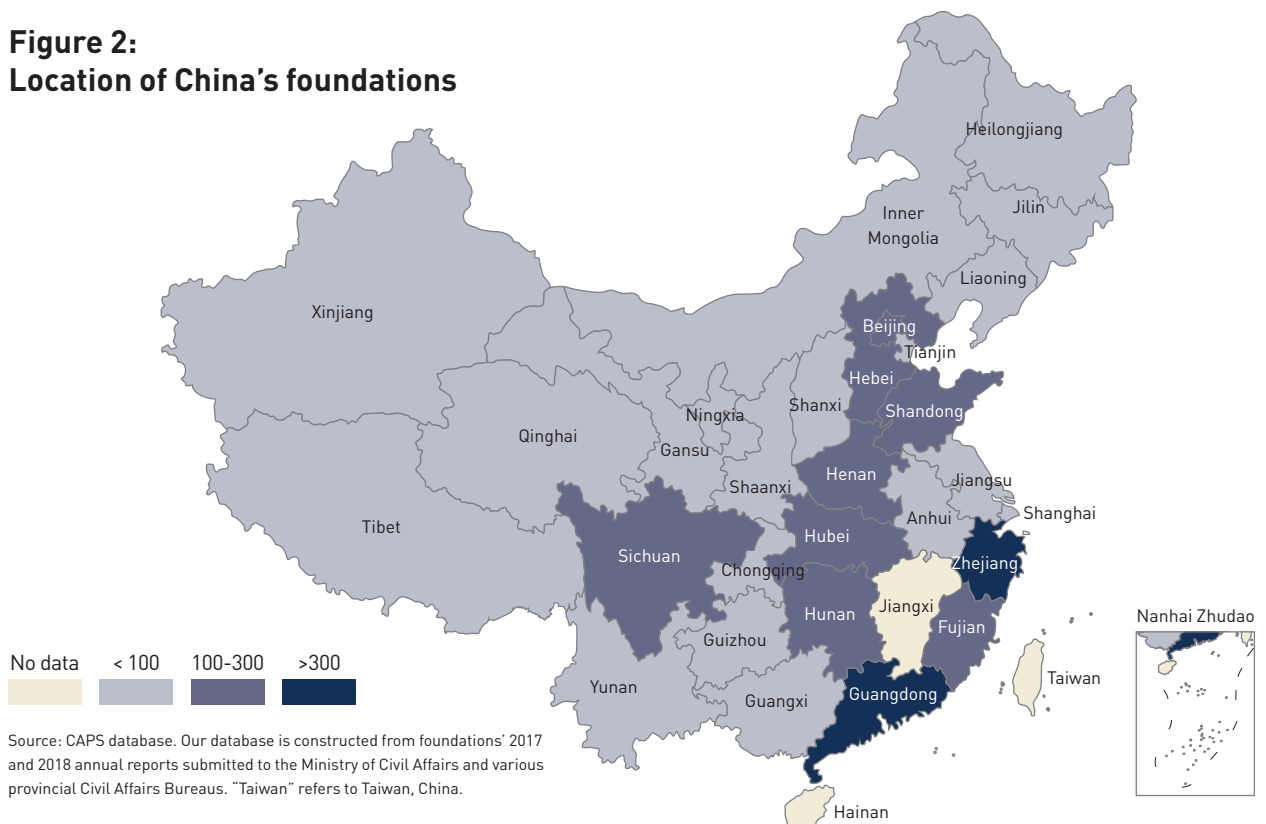 Figure 2:
Location of China's foundations
Heilongjiang
Jilin
Inner
Mongolia
Liaoning
Xinjiang
Beijing
Tianjin
Hebei
Shanxi
Shandong
Ningxia
Qinghai
Gansu
Henan
Jiangsu
Shaanxi
Shanghai
Anhui
Tibet
Hubei
Sichuan
Zhejiang
Chongqing
Jiangxi
Hunan
Nanhai Zhudao
Fujian
Guizhou
Taiwan
Yunan
Guangdong
Guangxi
Hainan
No data
< 100
100-300
>300
Source: CAPS database. Our database is constructed from foundations' 2017
and 2018 annual reports submitted to the Ministry of Civil Affairs and various
provincial Civil Affairs Bureaus. "Taiwan" refers to Taiwan, China.